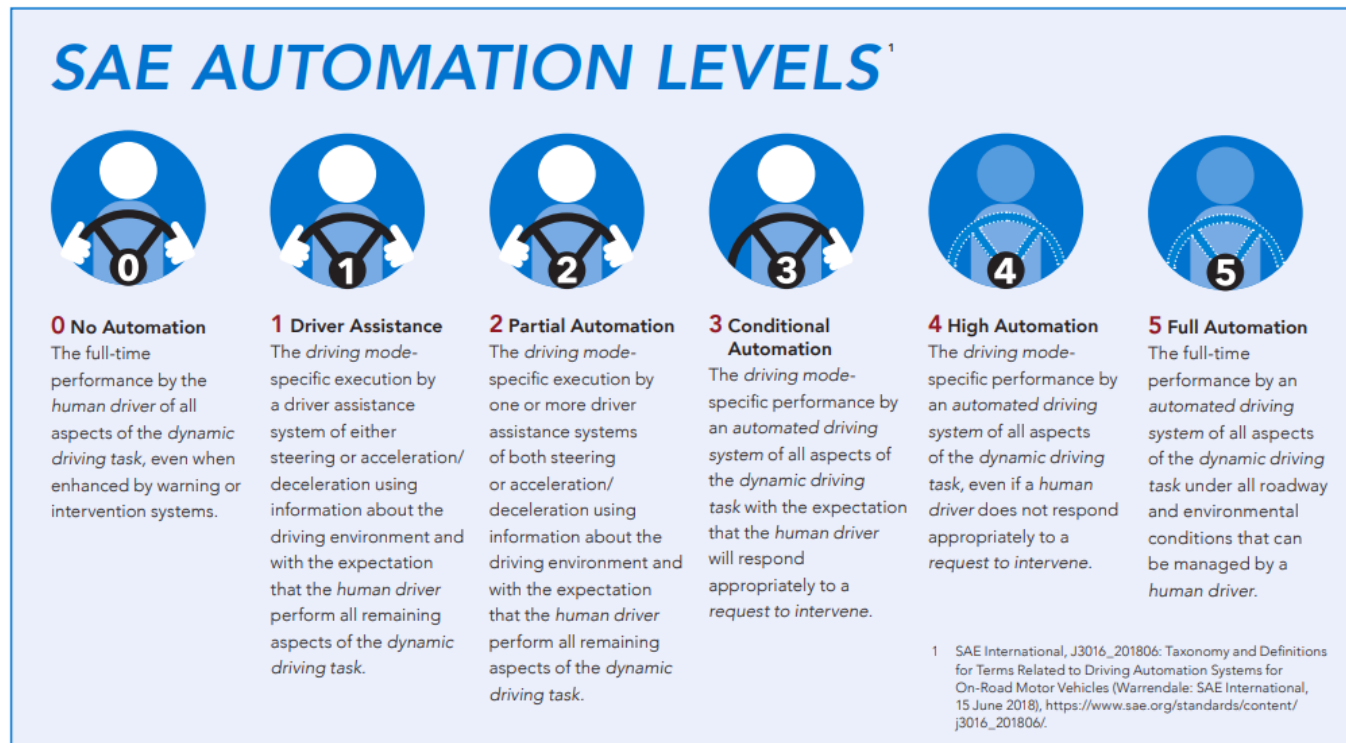 SAE AUTOMATION LEVELS 1
0
1
2
3
4
5
0 No Automation
The full-time
performance by the
human driver of all
aspects of the dynamic
driving task, even when
enhanced by warning or
intervention systems.
1 Driver Assistance
The driving mode-
specific execution by
a driver assistance
system of either
steering or acceleration/
deceleration using
information about the
driving environment and
with the expectation
that the human driver
perform all remaining
aspects of the dynamic
driving task.
2 Partial Automation
The driving mode-
specific execution by
one or more driver
assistance systems
of both steering
or acceleration/
deceleration using
information about the
driving environment and
with the expectation
that the human driver
perform all remaining
aspects of the dynamic
driving task.
3 Conditional
Automation
The driving mode-
specific performance by
an automated driving
system of all aspects of
the dynamic driving
task with the expectation
that the human driver
will respond
appropriately to a
request to intervene.
4 High Automation
The driving mode-
specific performance by
an automated driving
system of all aspects
of the dynamic driving
task, even if a human
driver does not respond
appropriately to a
request to intervene.
5 Full Automation
The full-time
performance by an
automated driving
system of all aspects
of the dynamic driving
task under all roadway
and environmental
conditions that can
be managed by a
human driver.
1 SAE International, J3016_201806: Taxonomy and Definitions
for Terms Related to Driving Automation Systems for
On-Road Motor Vehicles (Warrendale: SAE International,
15 June 2018), https://www.sae.org/standards/content/
j3016_201806/.